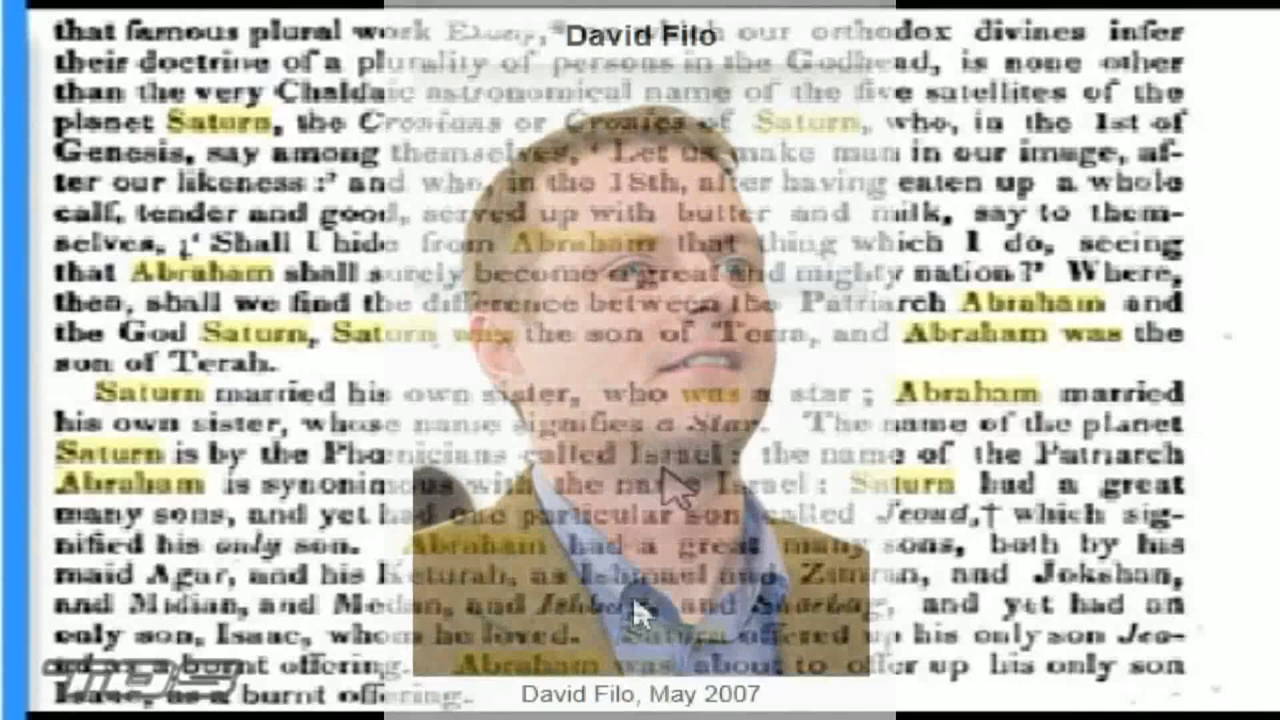 David Filo
that famous plural work which our orthodox divines infer
their doctrine of a plurality of persons in the Godhead, is none other
than the very Chaldaic astronomical name of the five satellites of the
planet Saturn, the Cronians or Cronies of Saturn, who, in the 1st of
Genesis, say among themselves, ' Let us make man in our image, af-
ter our likeness :' and who, in the 18th, after having eaten up a whole
calf, tender and good, served up with butter and milk, say to them-
selves, ' Shall I hide from Abraham that thing which I do, seeing
that Abraham shall surely become a great and mighty nation?' Where,
then, shall we find the difference between the Patriarch Abraham and
the God Saturn, Saturn was the son of Terra, and Abraham was the
son of Terah.
Saturn married his own sister, who was a star ; Abraham married
his own sister, whose name signifies a Star. The name of the planet
Saturn is by the Phœnicians called Israel : the name of the Patriarch
Abraham is synonimous with the name Israel : Saturn had a great
many sons, and yet had one particular son called Jeoud,† which sig-
nified his only son. Abraham had a great many sons, both by his
maid Agar, and his Keturah, as Ishmael and Zimran, and Jokshan,
and Midian, and Medan, and Ishbak, and Shuah, and yet had an
only son, Isaac, whom he loved. Saturn offered up his only son Jeo-
a burnt offering. Abraham was about to offer up his only son
Isaac, as a burnt offering.
David Filo, May 2007